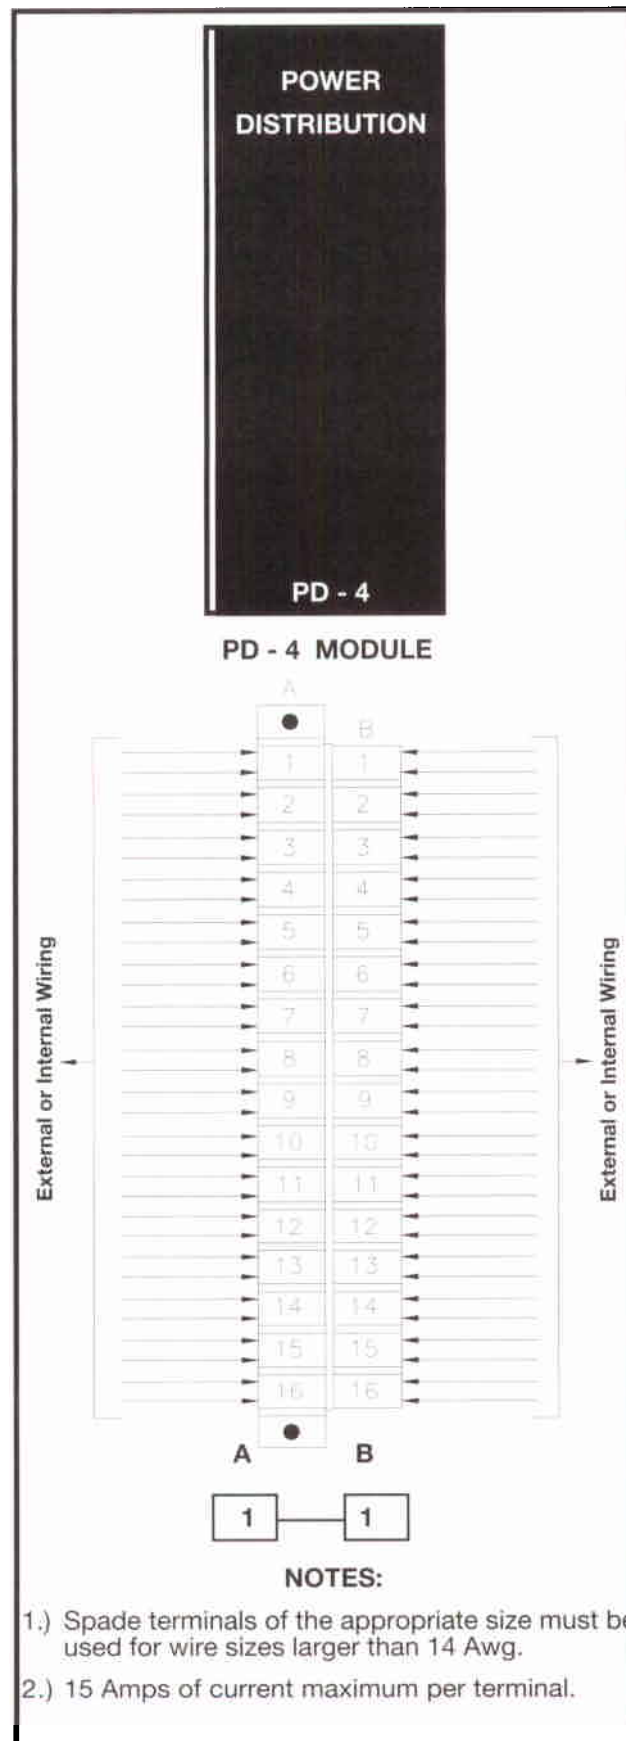 POWER
DISTRIBUTION
PD - 4
PD - 4 MODULE
A
B
1 1
2 2
3 3
4 4
5 5
6 6
7 7
8 8
9 9
10 10
11 11
12 12
13 13
14 14
15 15
16 16
External or Internal Wiring
External or Internal Wiring
A B
1 1
NOTES:
1.) Spade terminals of the appropriate size must be
used for wire sizes larger than 14 Awg.
2.) 15 Amps of current maximum per terminal.